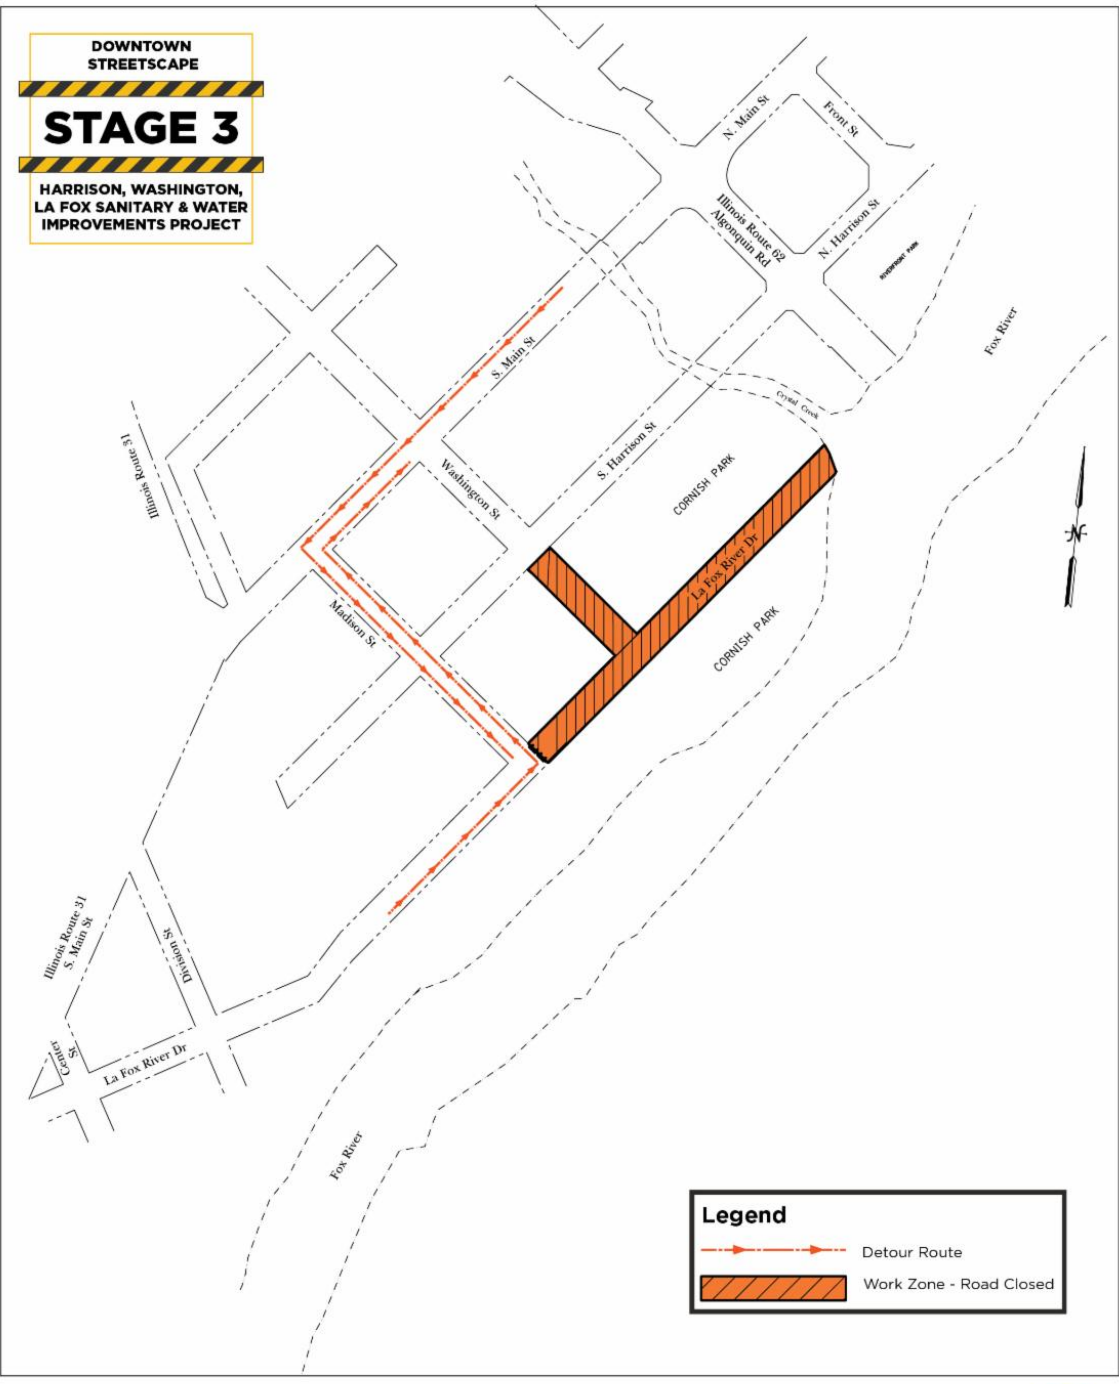 DOWNTOWN
STREETSCAPE
STAGE 3
HARRISON, WASHINGTON,
LA FOX SANITARY & WATER
IMPROVEMENTS PROJECT
N. Main St
Front St
Illinois Route 62
Algonquin Rd
N. Harrison St
RIVERFRONT PARK
Fox River
S. Main St
Crystal Creek
Illinois Route 31
Washington St
S. Harrison St
CORNISH PARK
La Fox River Dr
Madison St
CORNISH PARK
N
Illinois Route 31
S. Main St
Division St
Center
St
La Fox River Dr
Fox River
Legend
Detour Route
Work Zone - Road Closed